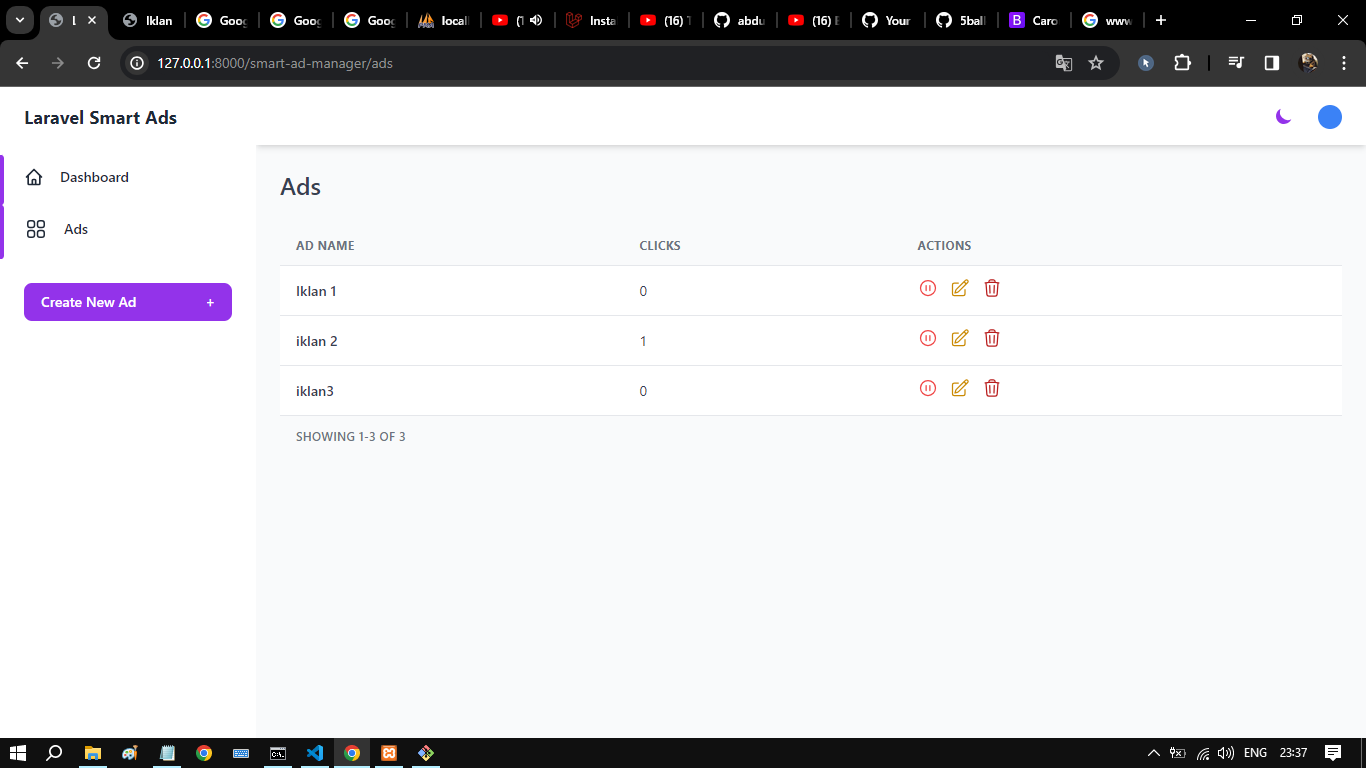 Iklan
Goog
Goog
Goog
locall
Insta
(16) T
abdu
(16) E
Your
5ball
Caro
www
127.0.0.1:8000/smart-ad-manager/ads
Laravel Smart Ads
Dashboard
Ads
Create New Ad +
Ads
AD NAME CLICKS ACTIONS
Iklan 1 0
iklan 2 1
iklan3 0
SHOWING 1-3 OF 3
ENG 23:37